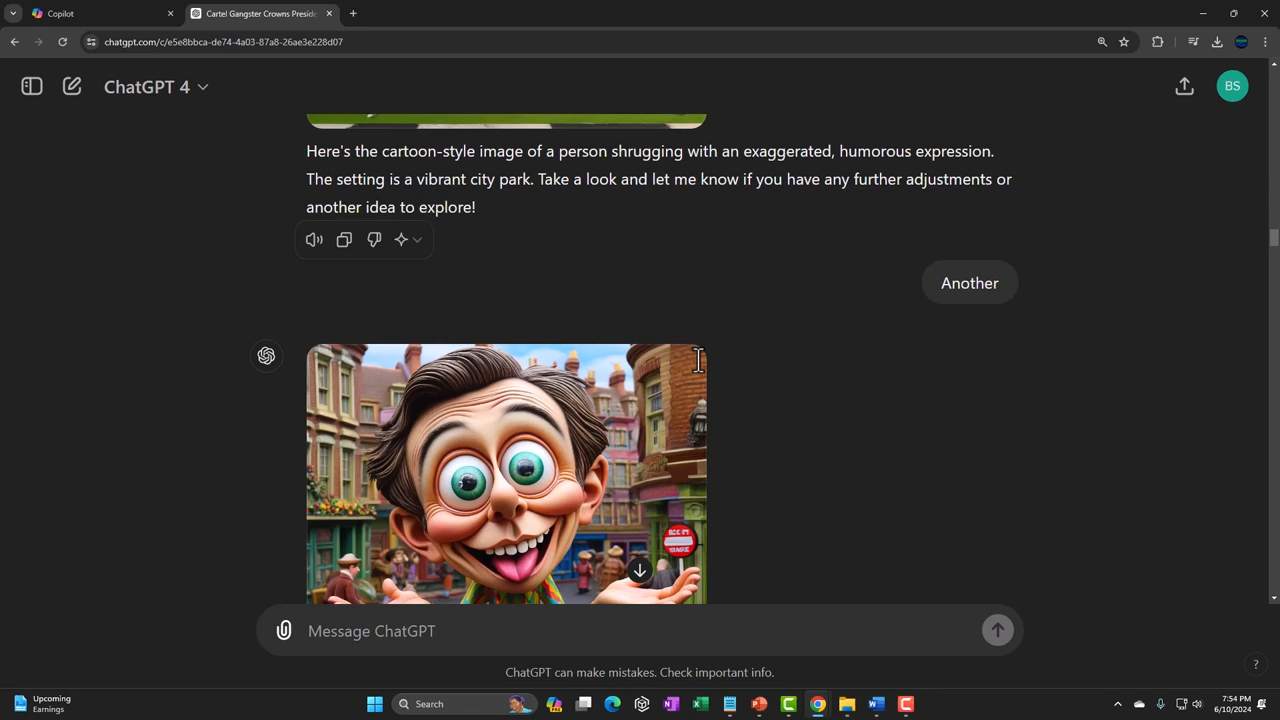 Copilot
Cartel Gangster Crowns Preside
chatgpt.com/c/e5e8bbca-de74-4a03-87a8-26ae3e228d07
ChatGPT 4
BS
Here's the cartoon-style image of a person shrugging with an exaggerated, humorous expression.
The setting is a vibrant city park. Take a look and let me know if you have any further adjustments or
another idea to explore!
Another
Message ChatGPT
ChatGPT can make mistakes. Check important info.
?
Upcoming
Earnings
Search
7:54 PM
6/10/2024